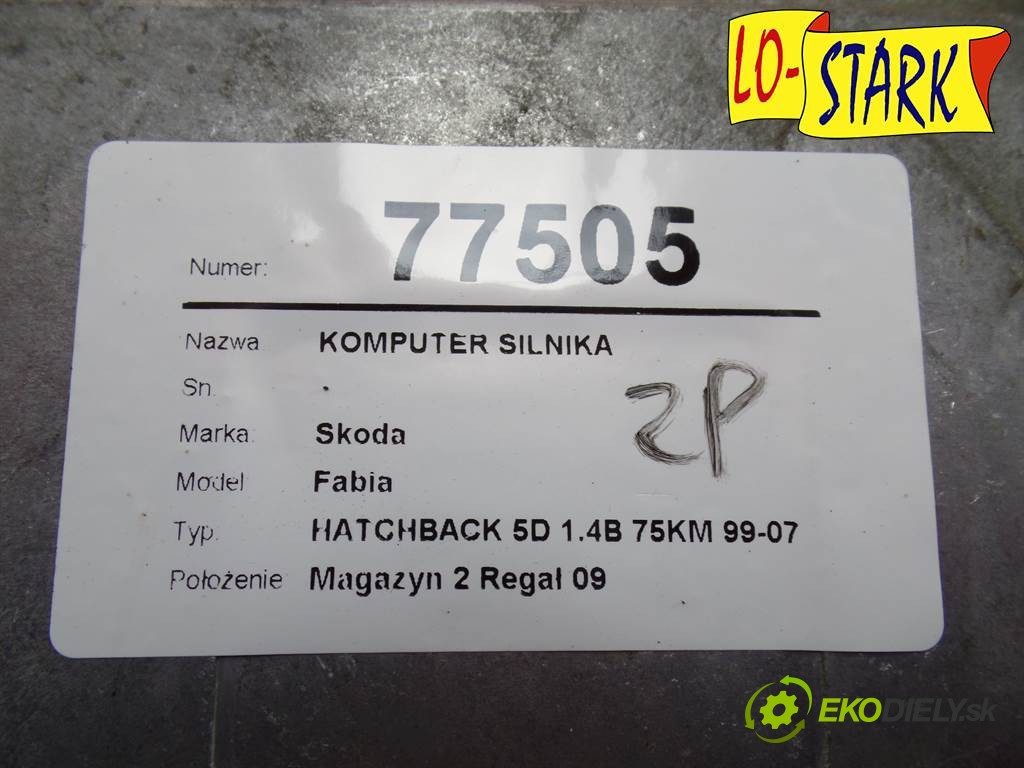 LO-STARK
Numer: 77505
Nazwa KOMPUTER SILNIKA
Sn.
Marka: Skoda
2P
Model Fabia
Typ. HATCHBACK 5D 1.4B 75KM 99-07
Położenie Magazyn 2 Regał 09
EKODIELY.sk